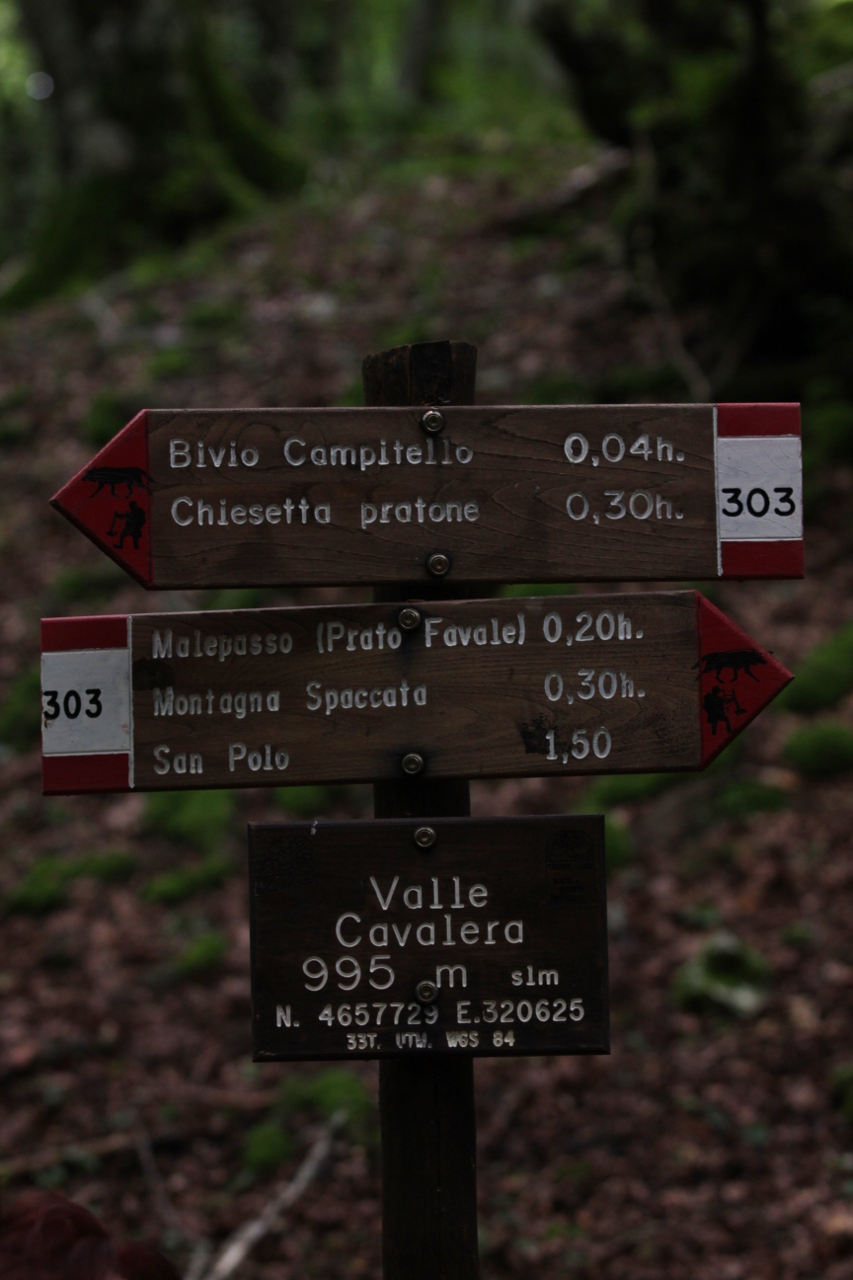 Bivio Campitello 0,04h.
Chiesetta pratone 0,30h.
303
Malepasso (Prato Favale) 0,20h.
303
Montagna Spaccata 0,30h.
San Polo 1,50
Valle
Cavalera
995 m slm
N. 4657729 E.320625
33T. UTM. WGS 84